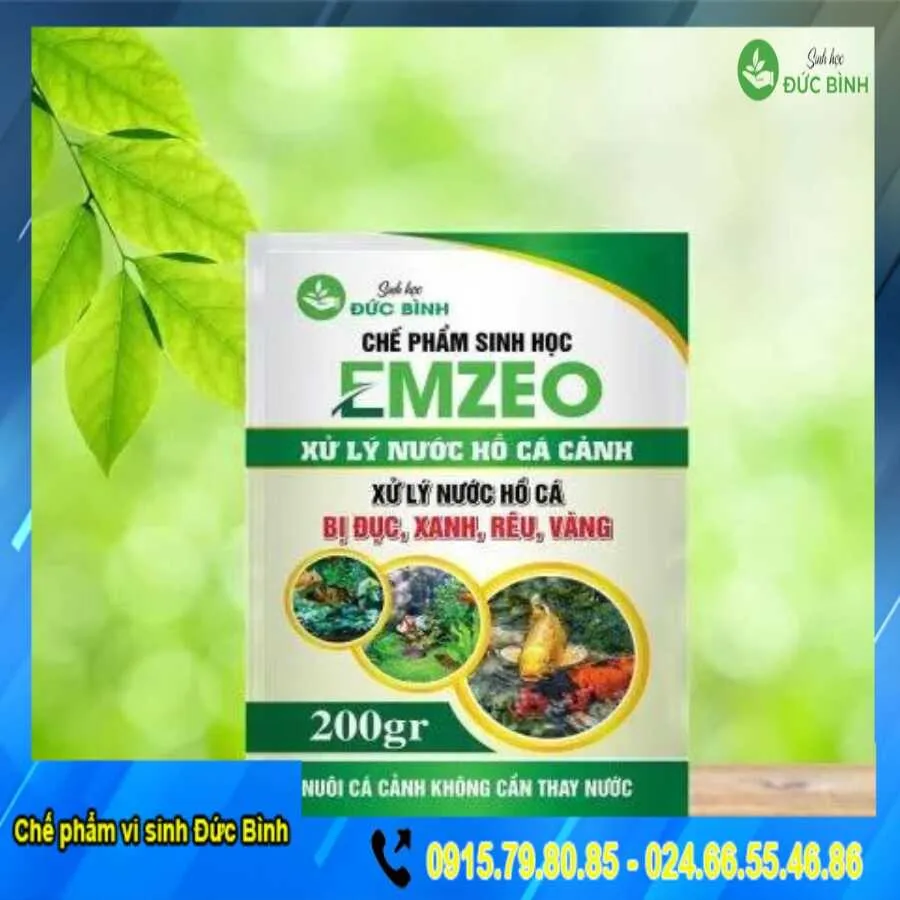 Sinh học
ĐỨC BÌNH
Sinh học
ĐỨC BÌNH
CHẾ PHẨM SINH HỌC
EMZEO
XỬ LÝ NƯỚC HỒ CÁ CẢNH
XỬ LÝ NƯỚC HỒ CÁ
BỊ ĐỤC, XANH, RÊU, VÀNG
200gr
NUÔI CÁ CẢNH KHÔNG CẦN THAY NƯỚC
Chế phẩm vi sinh Đức Bình
0915.79.80.85 - 024.66.55.46.86